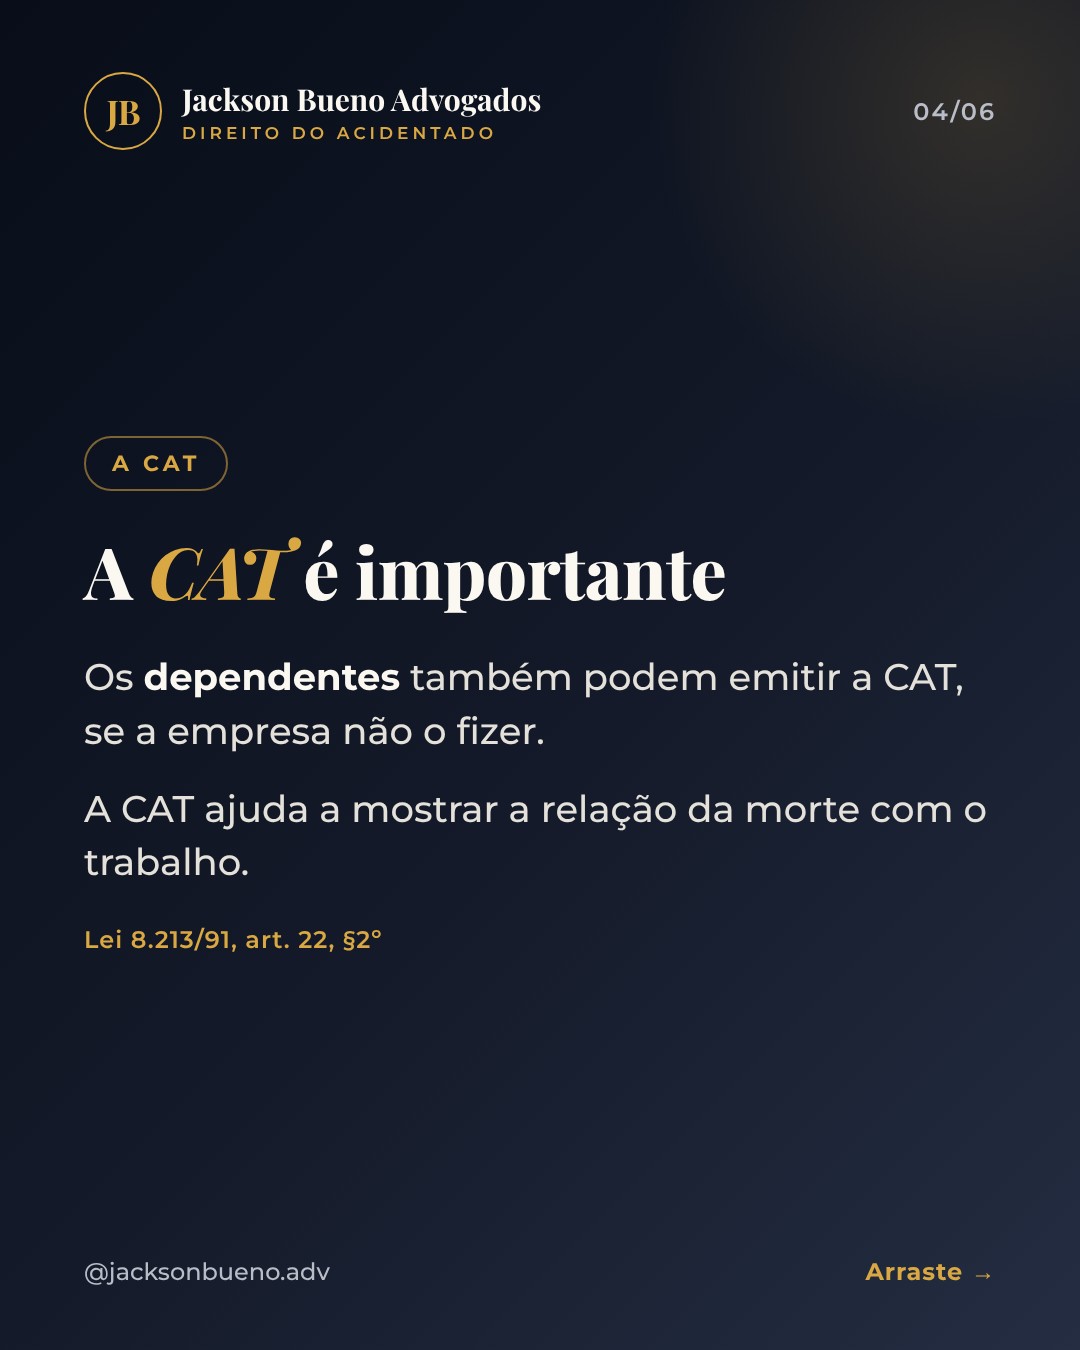 JB
Jackson Bueno Advogados
DIREITO DO ACIDENTADO
04/06
A CAT
A CAT é importante
Os dependentes também podem emitir a CAT,
se a empresa não o fizer.
A CAT ajuda a mostrar a relação da morte com o
trabalho.
Lei 8.213/91, art. 22, §2º
@jacksonbueno.adv
Arraste →